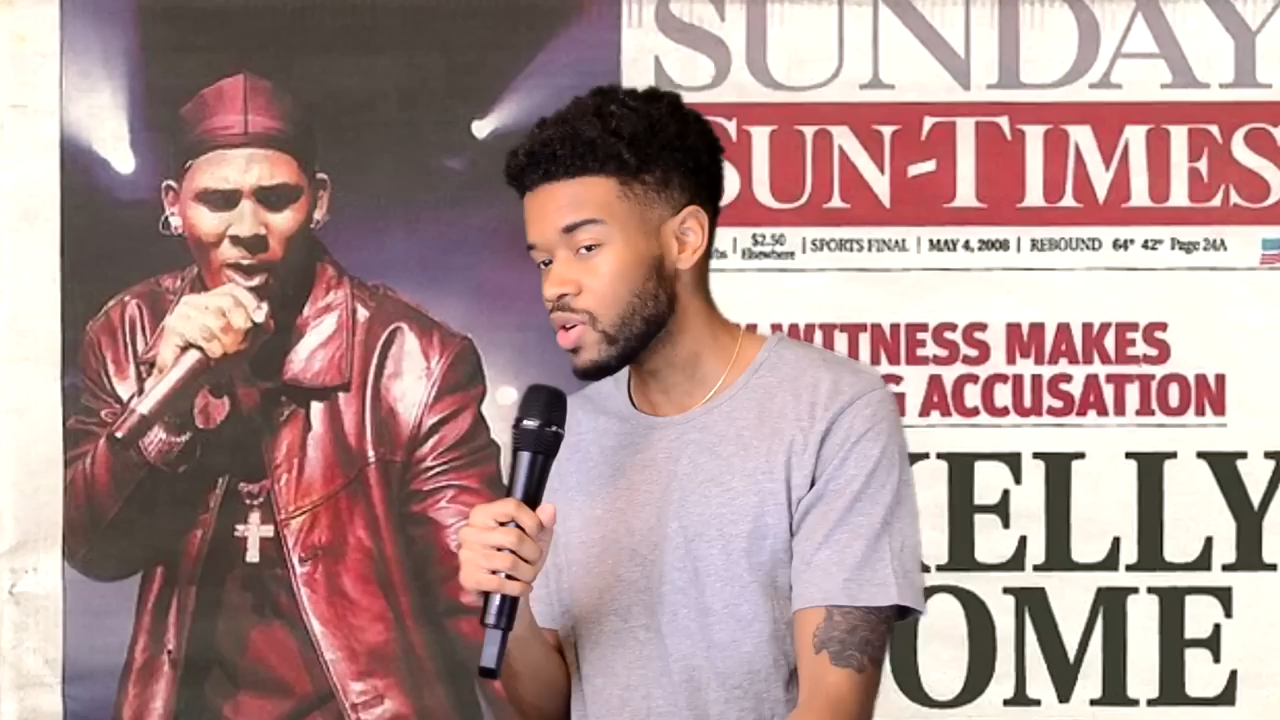 SUNDAY
SUN-TIMES
$2.50 Elsewhere | SPORTS FINAL | MAY 4, 2008 | REBOUND 64° 42° Page 24A
WITNESS MAKES
G ACCUSATION
KELLY
OME